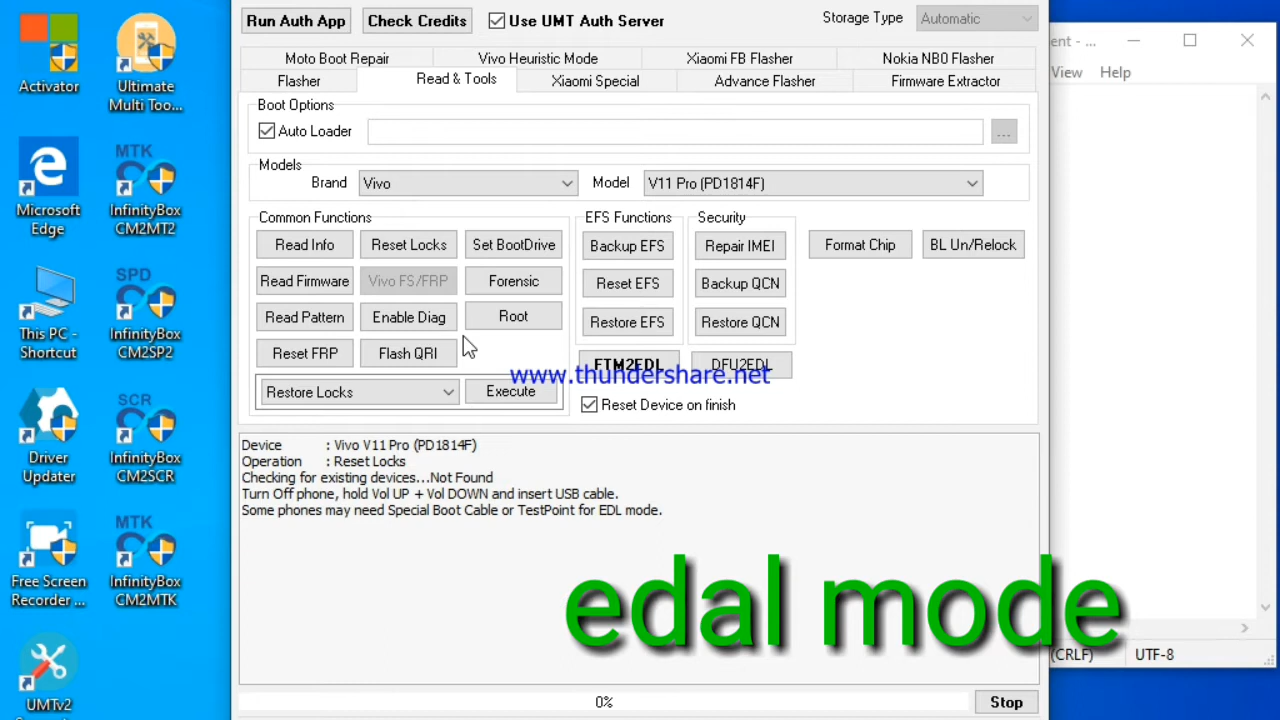 Run Auth App
Check Credits
Use UMT Auth Server
Storage Type
Automatic
Moto Boot Repair
Vivo Heuristic Mode
Xiaomi FB Flasher
Nokia NB0 Flasher
Flasher
Read & Tools
Xiaomi Special
Advance Flasher
Firmware Extractor
Boot Options
Auto Loader
...
Models
Brand
Vivo
Model
V11 Pro (PD1814F)
Common Functions
Read Info
Reset Locks
Set BootDrive
Read Firmware
Vivo FS/FRP
Forensic
Read Pattern
Enable Diag
Root
Reset FRP
Flash QRI
Restore Locks
Execute
EFS Functions
Backup EFS
Reset EFS
Restore EFS
Security
Repair IMEI
Backup QCN
Restore QCN
Format Chip
BL Un/Relock
FTM2EDL
DFU2EDL
www.thundershare.net
Reset Device on finish
Device : Vivo V11 Pro (PD1814F)
Operation : Reset Locks
Checking for existing devices...Not Found
Turn Off phone, hold Vol UP + Vol DOWN and insert USB cable.
Some phones may need Special Boot Cable or TestPoint for EDL mode.
edal mode
0%
Stop
Activator
Ultimate
Multi Too...
Microsoft
Edge
MTK
InfinityBox
CM2MT2
This PC -
Shortcut
SPD
InfinityBox
CM2SP2
Driver
Updater
SCR
InfinityBox
CM2SCR
Free Screen
Recorder ...
MTK
InfinityBox
CM2MTK
UMTv2
ent - ...
View
Help
(CRLF)
UTF-8